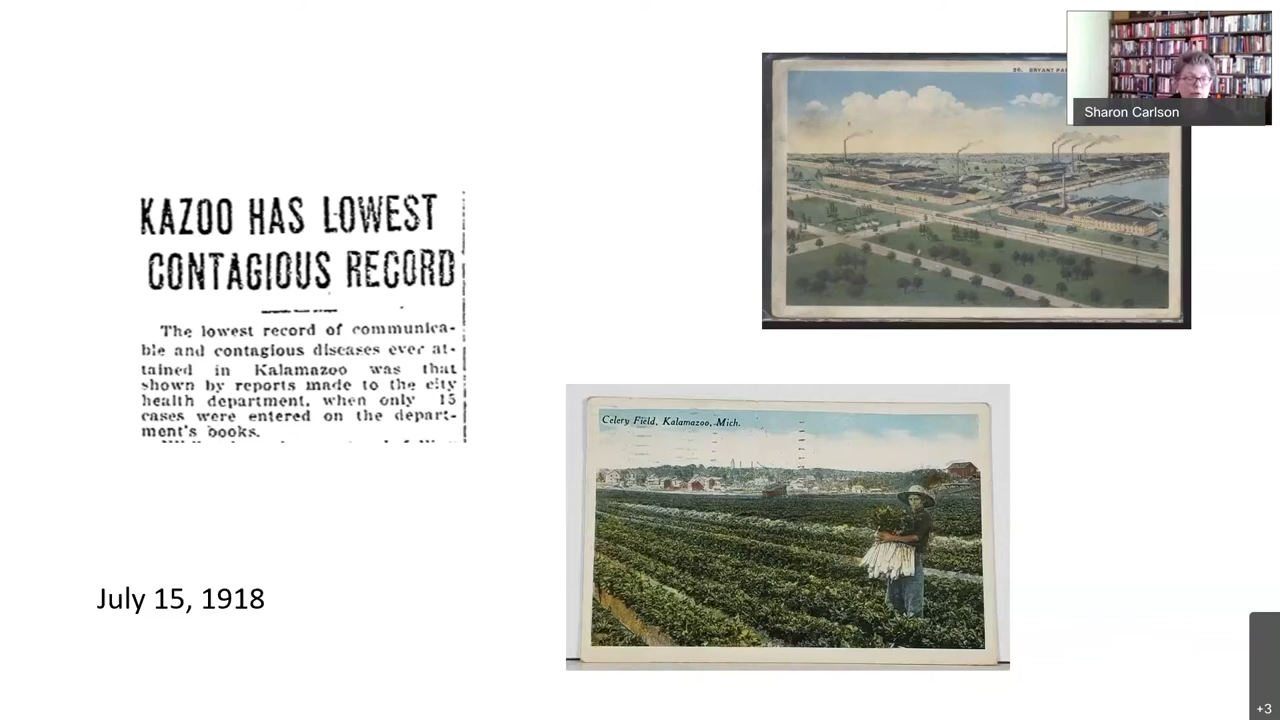 KAZOO HAS LOWEST
CONTAGIOUS RECORD
The lowest record of communica-
ble and contagious diseases ever at-
tained in Kalamazoo was that
shown by reports made to the city
health department, when only 15
cases were entered on the depart-
ment's books.
July 15, 1918
BRYANT
Sharon Carlson
Celery Field, Kalamazoo, Mich.
+3